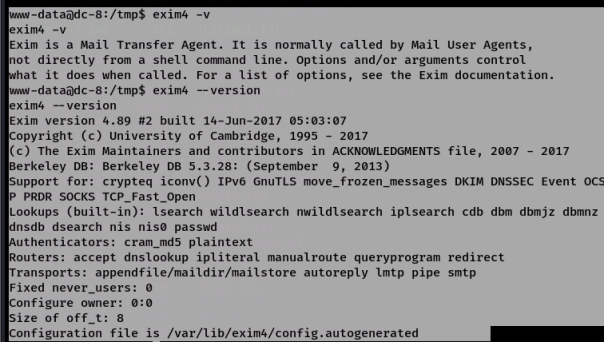 www-data@dc-8:/tmp$ exim4 -v
exim4 -v
Exim is a Mail Transfer Agent. It is normally called by Mail User Agents,
not directly from a shell command line. Options and/or arguments control
what it does when called. For a list of options, see the Exim documentation.
www-data@dc-8:/tmp$ exim4 --version
exim4 --version
Exim version 4.89 #2 built 14-Jun-2017 05:03:07
Copyright (c) University of Cambridge, 1995 - 2017
(c) The Exim Maintainers and contributors in ACKNOWLEDGMENTS file, 2007 - 2017
Berkeley DB: Berkeley DB 5.3.28: (September  9, 2013)
Support for: crypteq iconv() IPv6 GnuTLS move_frozen_messages DKIM DNSSEC Event OCS
P PRDR SOCKS TCP_Fast_Open
Lookups (built-in): lsearch wildlsearch nwildlsearch iplsearch cdb dbm dbmjz dbmnz
dnsdb dsearch nis nis0 passwd
Authenticators: cram_md5 plaintext
Routers: accept dnslookup ipliteral manualroute queryprogram redirect
Transports: appendfile/maildir/mailstore autoreply lmtp pipe smtp
Fixed never_users: 0
Configure owner: 0:0
Size of off_t: 8
Configuration file is /var/lib/exim4/config.autogenerated